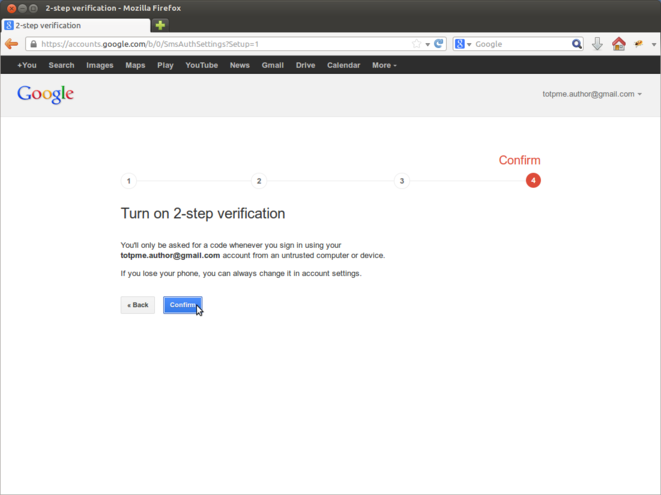 2-step verification - Mozilla Firefox
2-step verification
https://accounts.google.com/b/0/SmsAuthSettings?Setup=1
Google
+You Search Images Maps Play YouTube News Gmail Drive Calendar More
Google
totpme.author@gmail.com
Confirm
1 2 3 4
Turn on 2-step verification
You'll only be asked for a code whenever you sign in using your
totpme.author@gmail.com account from an untrusted computer or device.
If you lose your phone, you can always change it in account settings.
« Back Confirm